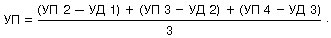 УП = (УП 2 — УД 1) + (УП 3 − УД 2) + (УП 4 − УД 3) / 3 .